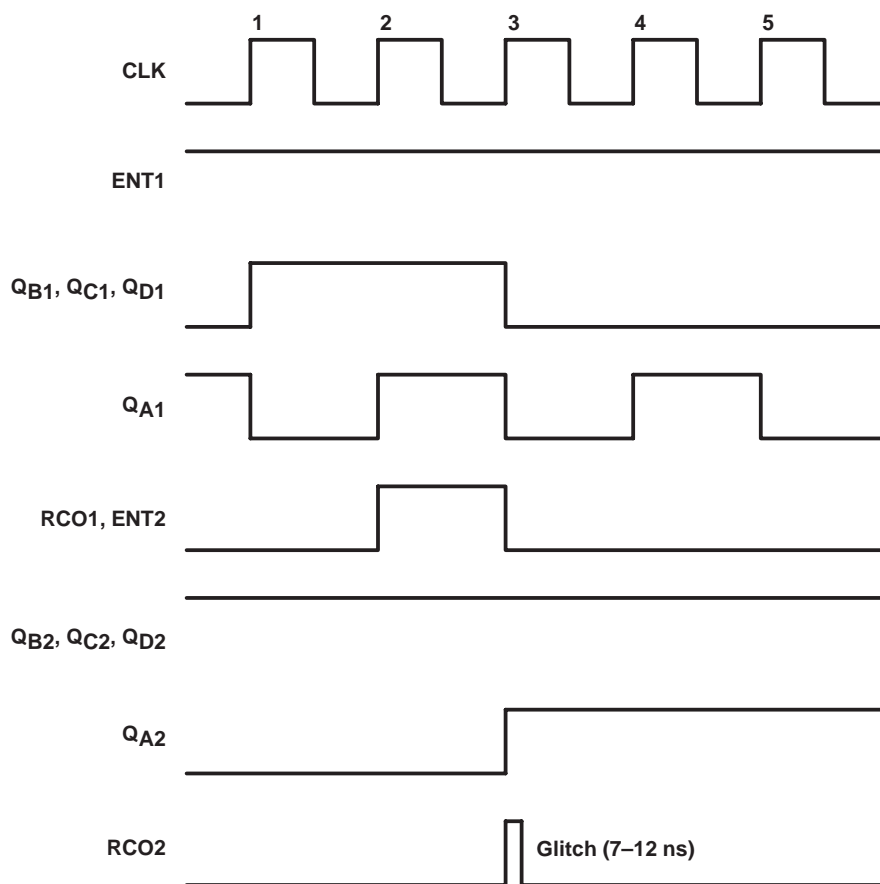 1 2 3 4 5
CLK
ENT1
QB1, QC1, QD1
QA1
RCO1, ENT2
QB2, QC2, QD2
QA2
RCO2 Glitch (7–12 ns)